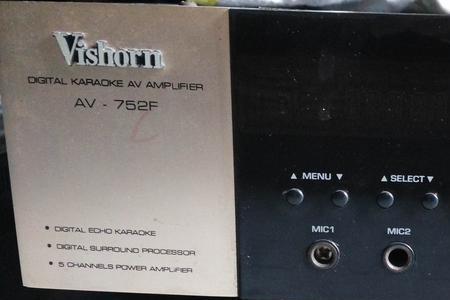 Vishorn
DIGITAL KARAOKE AV AMPLIFIER
AV - 752F
• DIGITAL ECHO KARAOKE
• DIGITAL SURROUND PROCESSOR
• 5 CHANNELS POWER AMPLIFIER
▲ MENU ▼
▲ SELECT ▼
MIC1
MIC2